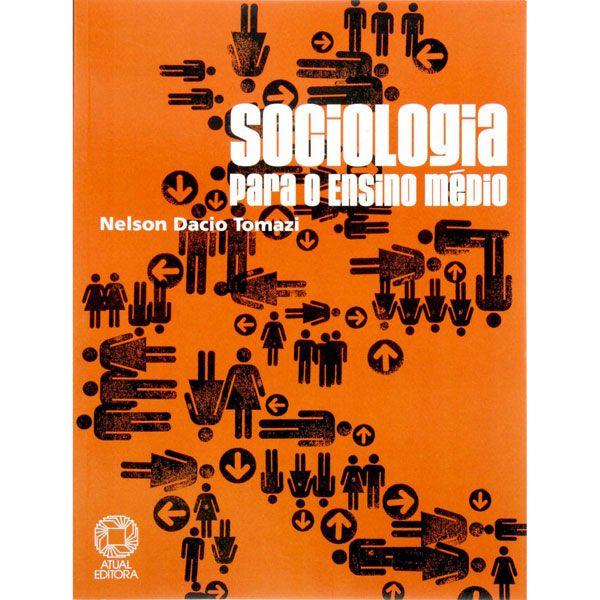 Sociologia
para o ensino médio
Nelson Dacio Tomazi
ATUAL
EDITORA